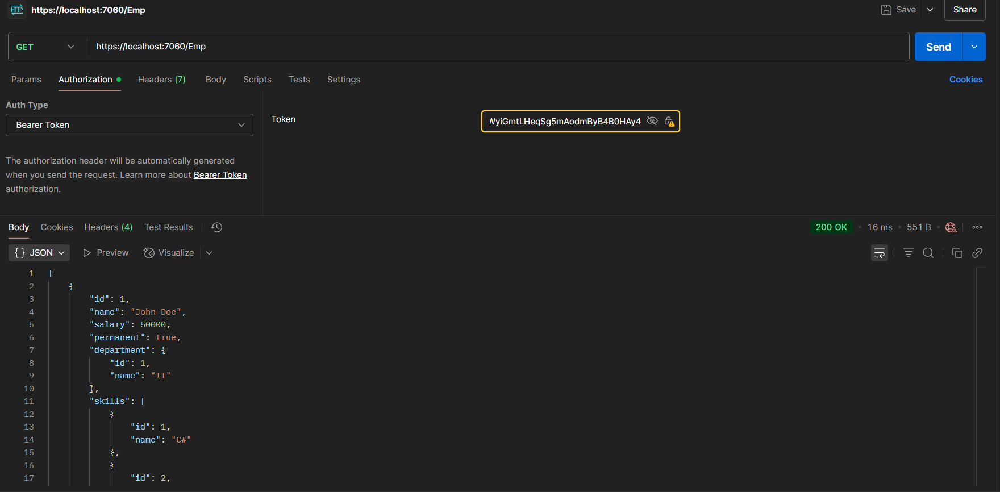 HTTP https://localhost:7060/Emp Save Share
GET https://localhost:7060/Emp Send
Params Authorization Headers (7) Body Scripts Tests Settings Cookies
Auth Type
Bearer Token
Token
WyiGmtLHeqSg5mAodmByB4B0HAy4
The authorization header will be automatically generated
when you send the request. Learn more about Bearer Token
authorization.
Body Cookies Headers (4) Test Results 200 OK • 16 ms • 551 B
{} JSON Preview Visualize
1 [
2 {
3 "id": 1,
4 "name": "John Doe",
5 "salary": 50000,
6 "permanent": true,
7 "department": {
8 "id": 1,
9 "name": "IT"
10 },
11 "skills": [
12 {
13 "id": 1,
14 "name": "C#"
15 },
16 {
17 "id": 2,